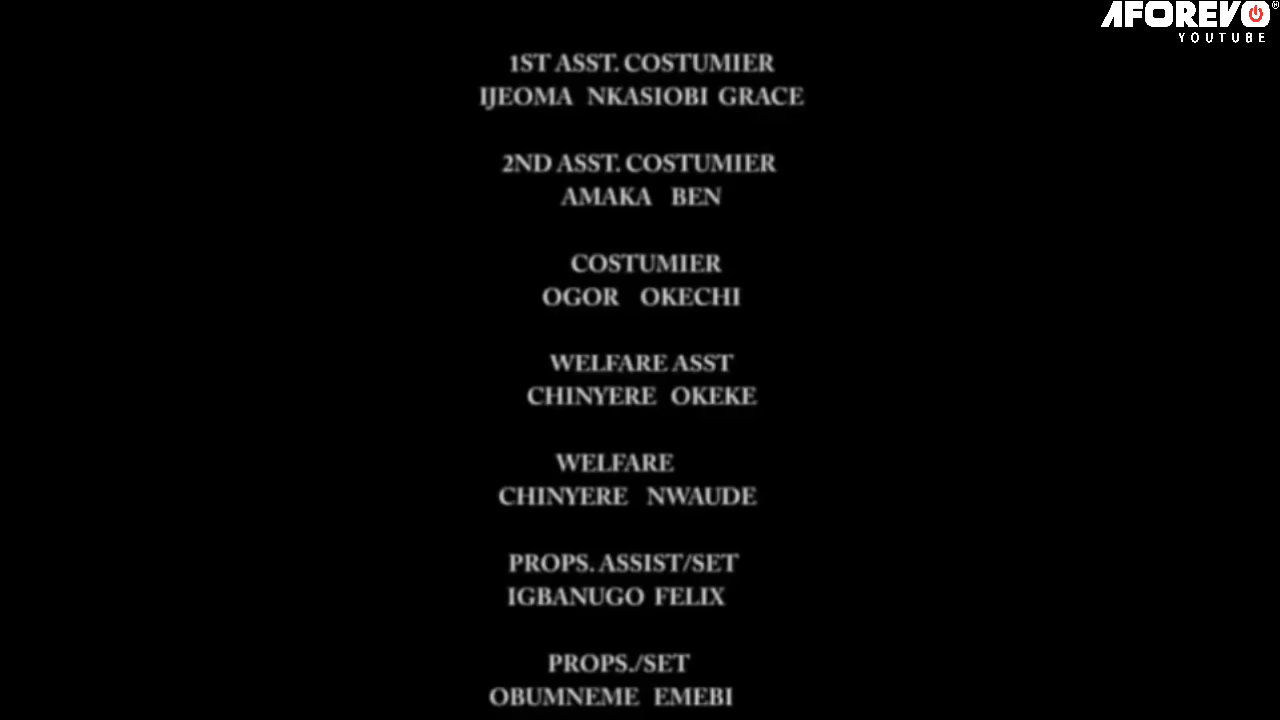 AFOREVO
YOUTUBE
1ST ASST. COSTUMIER
IJEOMA NKASIOBI GRACE
2ND ASST. COSTUMIER
AMAKA BEN
COSTUMIER
OGOR OKECHI
WELFARE ASST
CHINYERE OKEKE
WELFARE
CHINYERE NWAUDE
PROPS. ASSIST/SET
IGBANUGO FELIX
PROPS./SET
OBUMNEME EMEBI